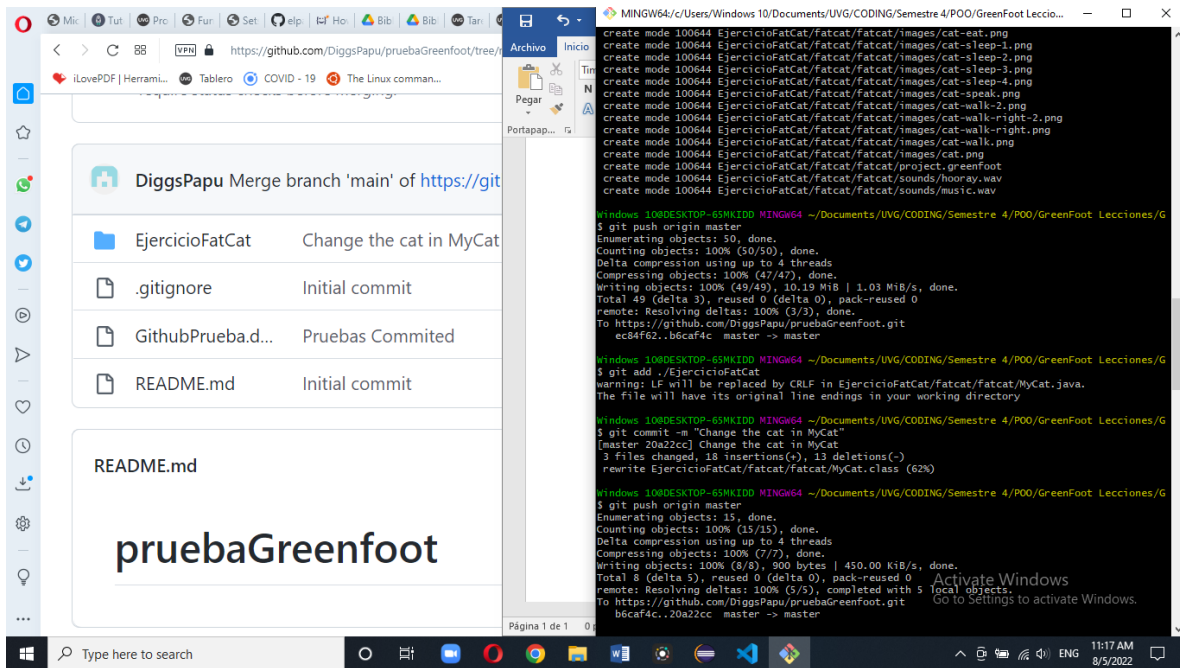 Mic
Tut
Pro
Fur
Set
elp
Ho
Bib
Bib
Tar
VPN
https://github.com/DiggsPapu/pruebaGreenfoot/tree/
iLovePDF | Herrami...
Tablero
COVID - 19
The Linux comman...
require status checks before merging.
DiggsPapu Merge branch 'main' of https://git
EjercicioFatCat Change the cat in MyCat
.gitignore Initial commit
GithubPrueba.d... Pruebas Commited
README.md Initial commit
README.md
pruebaGreenfoot
Archivo
Inicio
Pegar
N
Portapap...
Página 1 de 1
MINGW64:/c/Users/Windows 10/Documents/UVG/CODING/Semestre 4/POO/GreenFoot Leccio...
create mode 100644 EjercicioFatCat/fatcat/fatcat/images/cat-eat.png
create mode 100644 EjercicioFatCat/fatcat/fatcat/images/cat-sleep-1.png
create mode 100644 EjercicioFatCat/fatcat/fatcat/images/cat-sleep-2.png
create mode 100644 EjercicioFatCat/fatcat/fatcat/images/cat-sleep-3.png
create mode 100644 EjercicioFatCat/fatcat/fatcat/images/cat-sleep-4.png
create mode 100644 EjercicioFatCat/fatcat/fatcat/images/cat-speak.png
create mode 100644 EjercicioFatCat/fatcat/fatcat/images/cat-walk-2.png
create mode 100644 EjercicioFatCat/fatcat/fatcat/images/cat-walk-right-2.png
create mode 100644 EjercicioFatCat/fatcat/fatcat/images/cat-walk-right.png
create mode 100644 EjercicioFatCat/fatcat/fatcat/images/cat-walk.png
create mode 100644 EjercicioFatCat/fatcat/fatcat/images/cat.png
create mode 100644 EjercicioFatCat/fatcat/fatcat/project.greenfoot
create mode 100644 EjercicioFatCat/fatcat/fatcat/sounds/hooray.wav
create mode 100644 EjercicioFatCat/fatcat/fatcat/sounds/music.wav
Windows 10@DESKTOP-65MKIDD MINGW64 ~/Documents/UVG/CODING/Semestre 4/POO/GreenFoot Lecciones/G
$ git push origin master
Enumerating objects: 50, done.
Counting objects: 100% (50/50), done.
Delta compression using up to 4 threads
Compressing objects: 100% (47/47), done.
Writing objects: 100% (49/49), 10.19 MiB | 1.03 MiB/s, done.
Total 49 (delta 3), reused 0 (delta 0), pack-reused 0
remote: Resolving deltas: 100% (3/3), done.
To https://github.com/DiggsPapu/pruebaGreenfoot.git
ec84f62..b6caf4c master -> master
Windows 10@DESKTOP-65MKIDD MINGW64 ~/Documents/UVG/CODING/Semestre 4/POO/GreenFoot Lecciones/G
$ git add ./EjercicioFatCat
warning: LF will be replaced by CRLF in EjercicioFatCat/fatcat/fatcat/MyCat.java.
The file will have its original line endings in your working directory
Windows 10@DESKTOP-65MKIDD MINGW64 ~/Documents/UVG/CODING/Semestre 4/POO/GreenFoot Lecciones/G
$ git commit -m "Change the cat in MyCat"
[master 20a22cc] Change the cat in MyCat
3 files changed, 18 insertions(+), 13 deletions(-)
rewrite EjercicioFatCat/fatcat/fatcat/MyCat.class (62%)
Windows 10@DESKTOP-65MKIDD MINGW64 ~/Documents/UVG/CODING/Semestre 4/POO/GreenFoot Lecciones/G
$ git push origin master
Enumerating objects: 15, done.
Counting objects: 100% (15/15), done.
Delta compression using up to 4 threads
Compressing objects: 100% (7/7), done.
Writing objects: 100% (8/8), 900 bytes | 450.00 KiB/s, done.
Total 8 (delta 5), reused 0 (delta 0), pack-reused 0
remote: Resolving deltas: 100% (5/5), completed with 5 local objects.
To https://github.com/DiggsPapu/pruebaGreenfoot.git
b6caf4c..20a22cc master -> master
Activate Windows
Go to Settings to activate Windows.
Type here to search
ENG
11:17 AM
8/5/2022